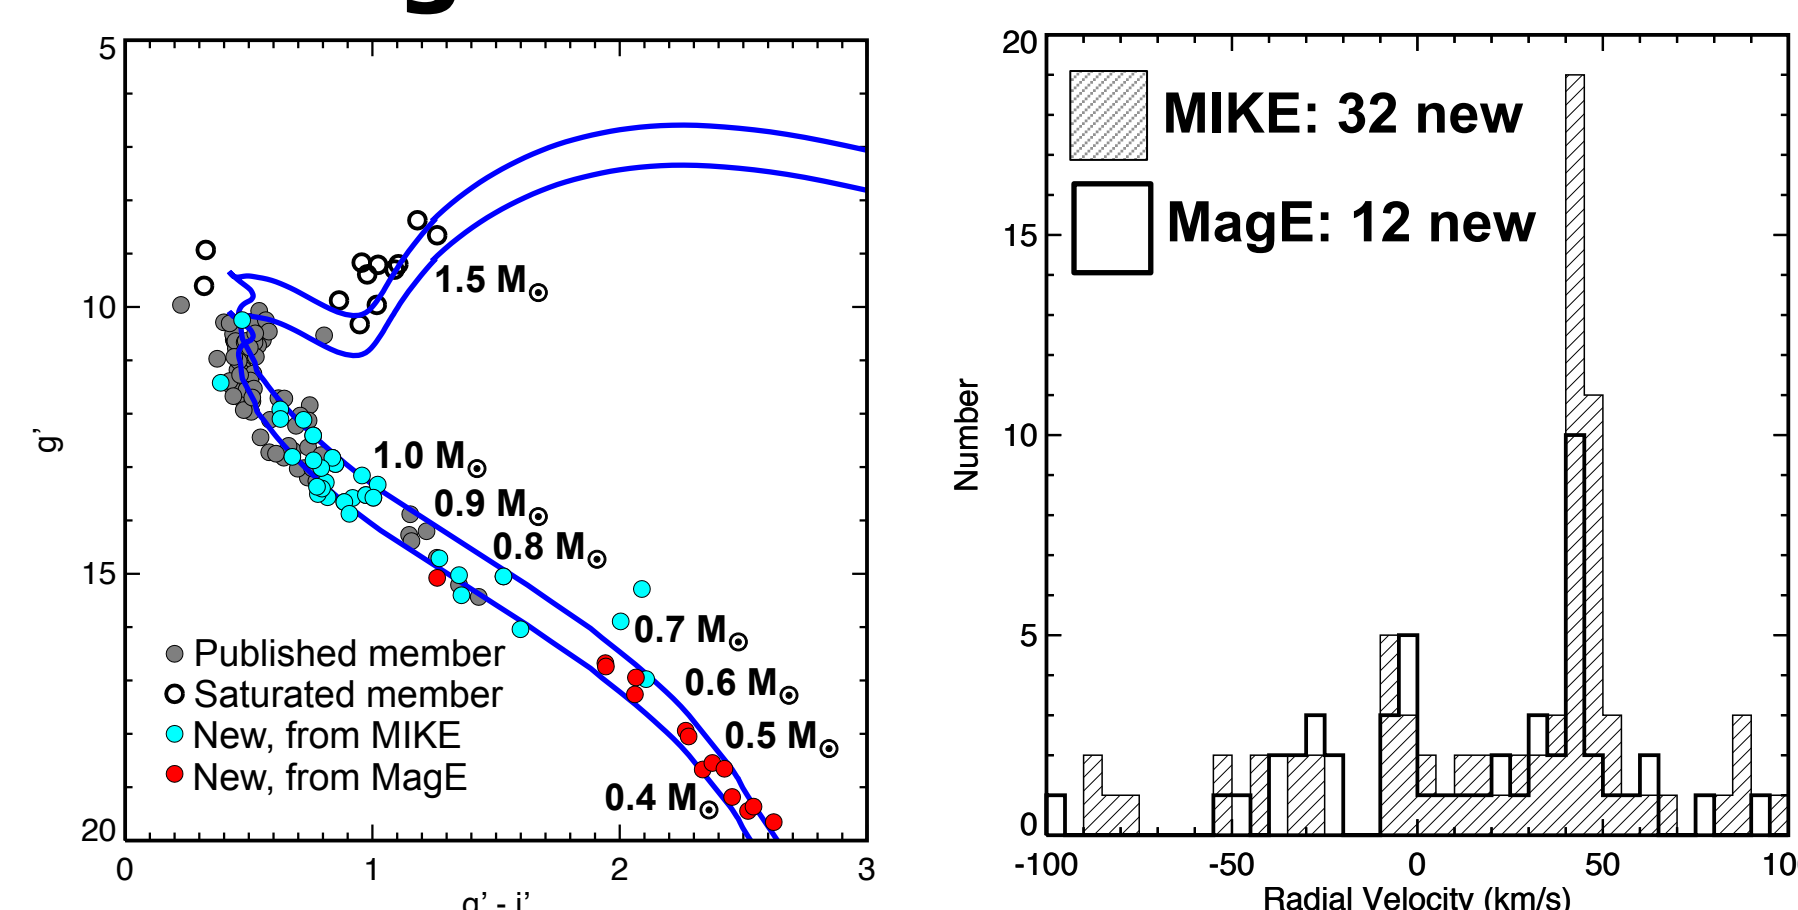 5
10
15
20
0
1
2
3
g'
g' - i'
1.5 M⊙
1.0 M⊙
0.9 M⊙
0.8 M⊙
0.7 M⊙
0.6 M⊙
0.5 M⊙
0.4 M⊙
Published member
Saturated member
New, from MIKE
New, from MagE
20
15
10
5
0
-100
-50
0
50
10
Number
Radial Velocity (km/s)
MIKE: 32 new
MagE: 12 new